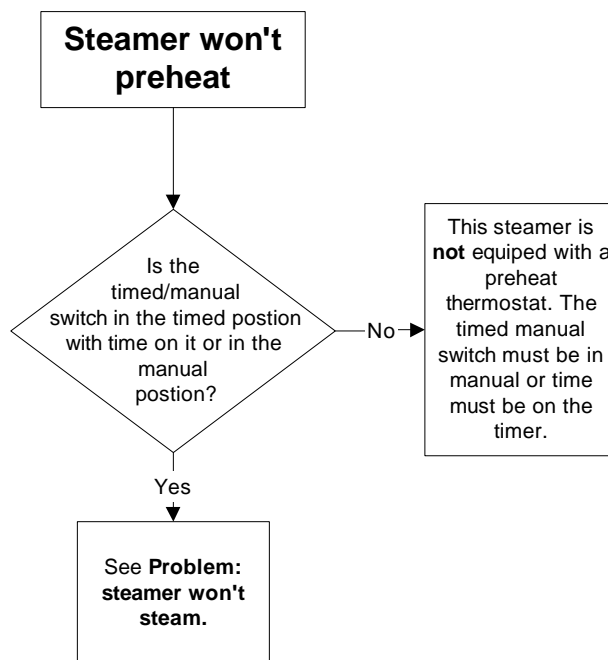 Steamer won't
preheat
Is the
timed/manual
switch in the timed postion
with time on it or in the
manual
postion?
No
This steamer is
not equiped with a
preheat
thermostat. The
timed manual
switch must be in
manual or time
must be on the
timer.
Yes
See Problem:
steamer won't
steam.